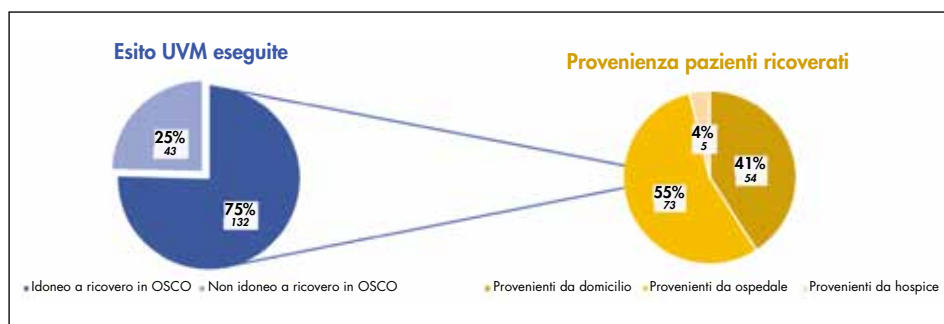 Esito UVM eseguite
Provenienza pazienti ricoverati
25%
43
75%
132
4%
5
41%
54
55%
73
Idoneo a ricovero in OSCO
Non idoneo a ricovero in OSCO
Provenienti da domicilio
Provenienti da ospedale
Provenienti da hospice